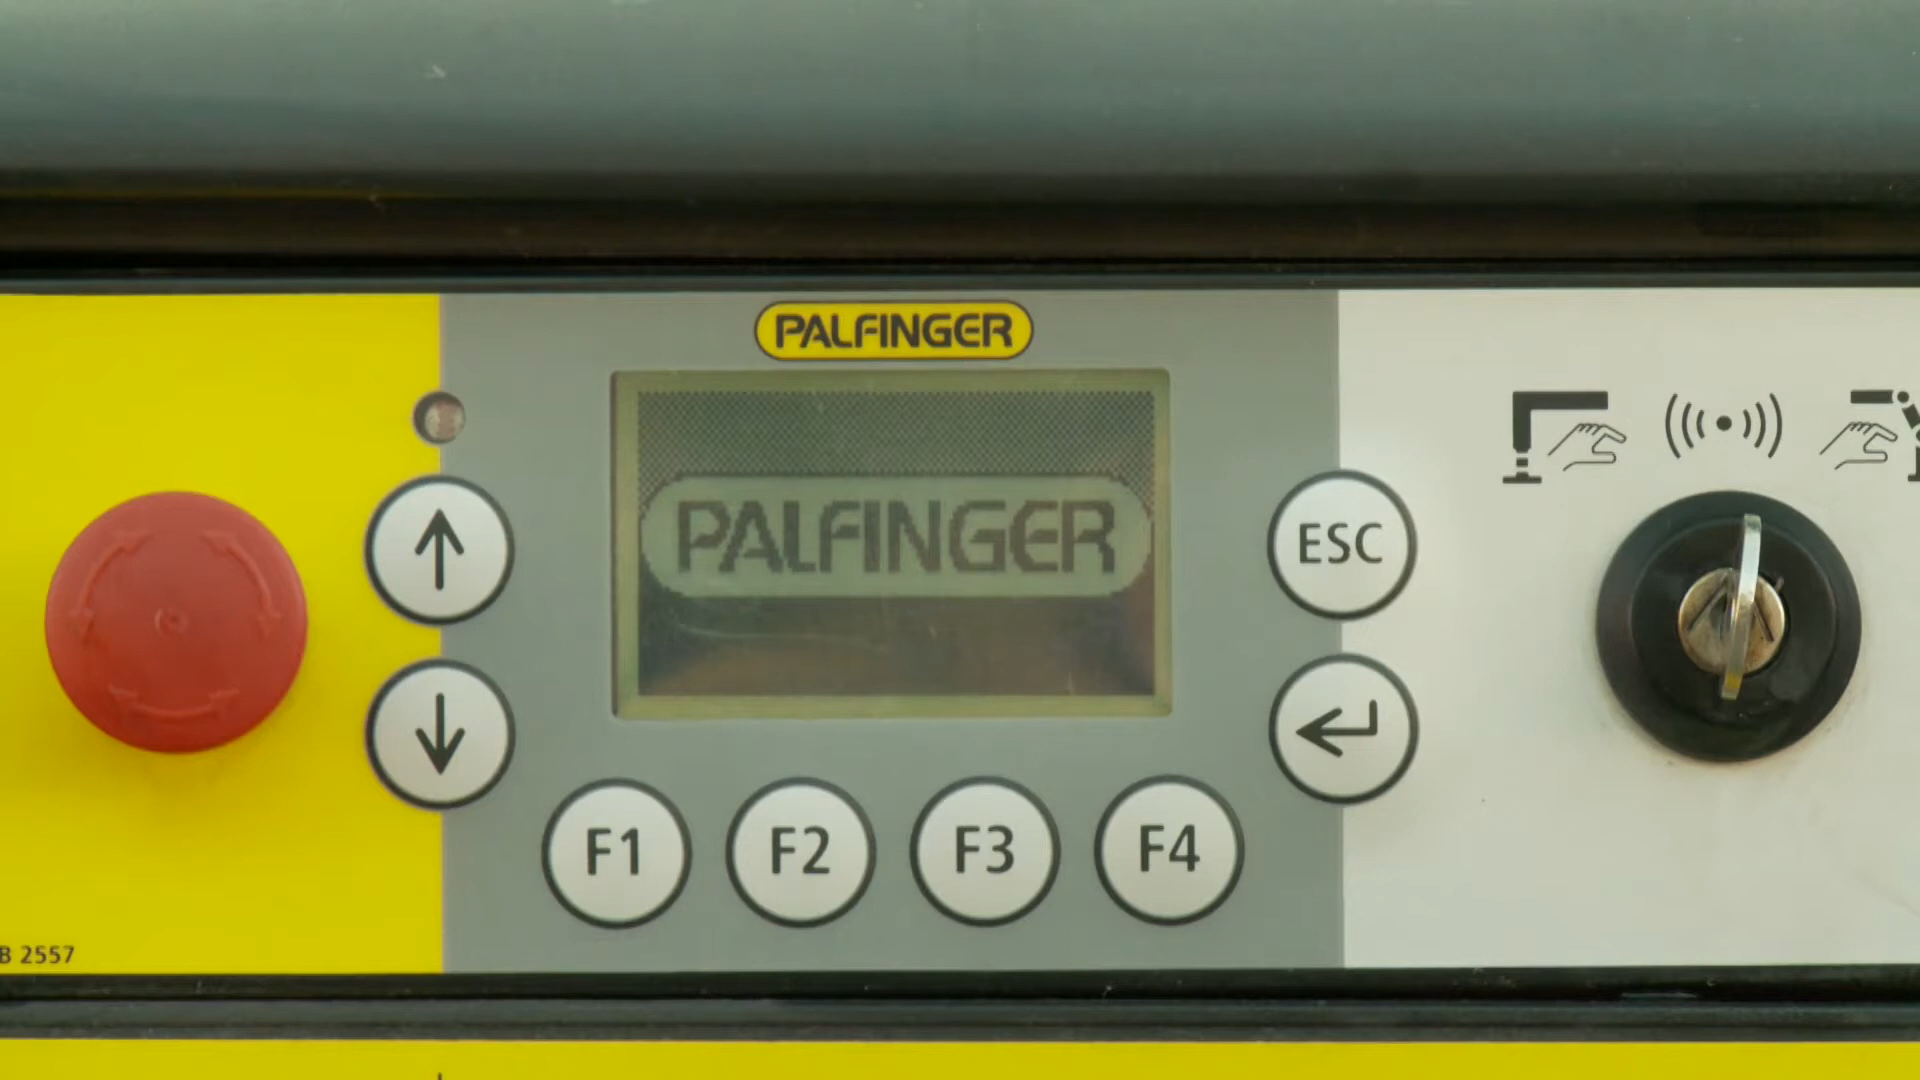 PALFINGER
PALFINGER
ESC
F1
F2
F3
F4
B 2557